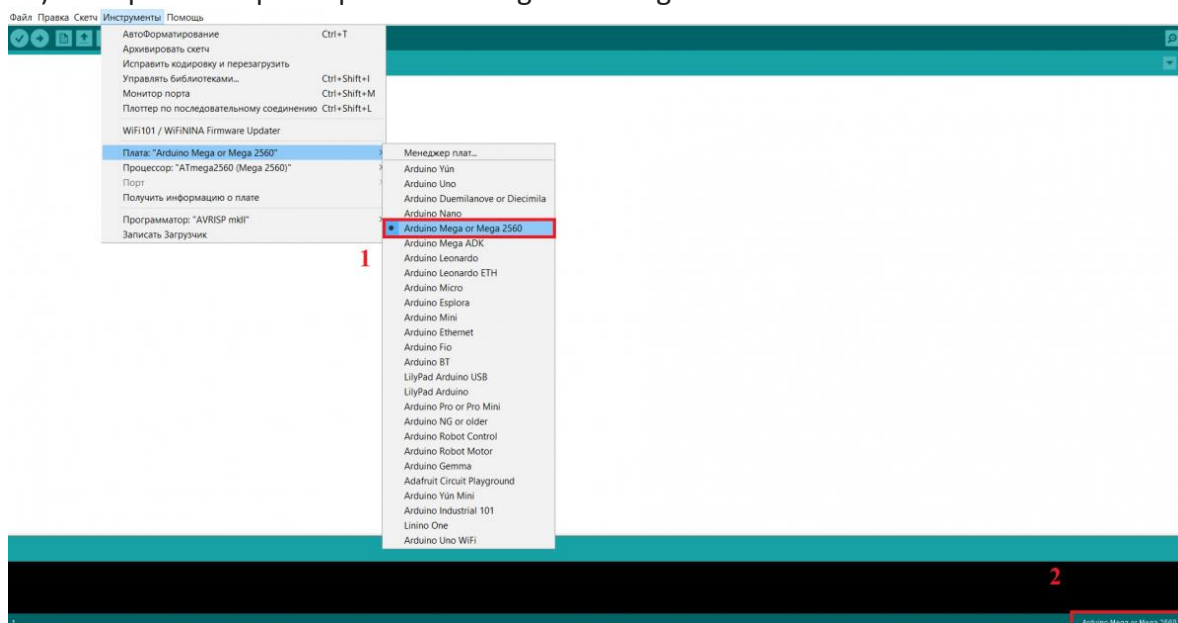 Файл Правка Скетч Инструменты Помощь
АвтоФорматирование Ctrl+T
Архивировать скетч
Исправить кодировку и перезагрузить
Управлять библиотеками... Ctrl+Shift+I
Монитор порта Ctrl+Shift+M
Плоттер по последовательному соединению Ctrl+Shift+L
WiFi101 / WiFiNINA Firmware Updater
Плата: "Arduino Mega or Mega 2560"
Процессор: "ATmega2560 (Mega 2560)"
Порт
Получить информацию о плате
Программатор: "AVRISP mkII"
Записать Загрузчик
1
Менеджер плат...
Arduino Yún
Arduino Uno
Arduino Duemilanove or Diecimila
Arduino Nano
Arduino Mega or Mega 2560
Arduino Mega ADK
Arduino Leonardo
Arduino Leonardo ETH
Arduino Micro
Arduino Esplora
Arduino Mini
Arduino Ethernet
Arduino Fio
Arduino BT
LilyPad Arduino USB
LilyPad Arduino
Arduino Pro or Pro Mini
Arduino NG or older
Arduino Robot Control
Arduino Robot Motor
Arduino Gemma
Adafruit Circuit Playground
Arduino Yún Mini
Arduino Industrial 101
Linino One
Arduino Uno WiFi
2
1
Arduino Mega or Mega 2560